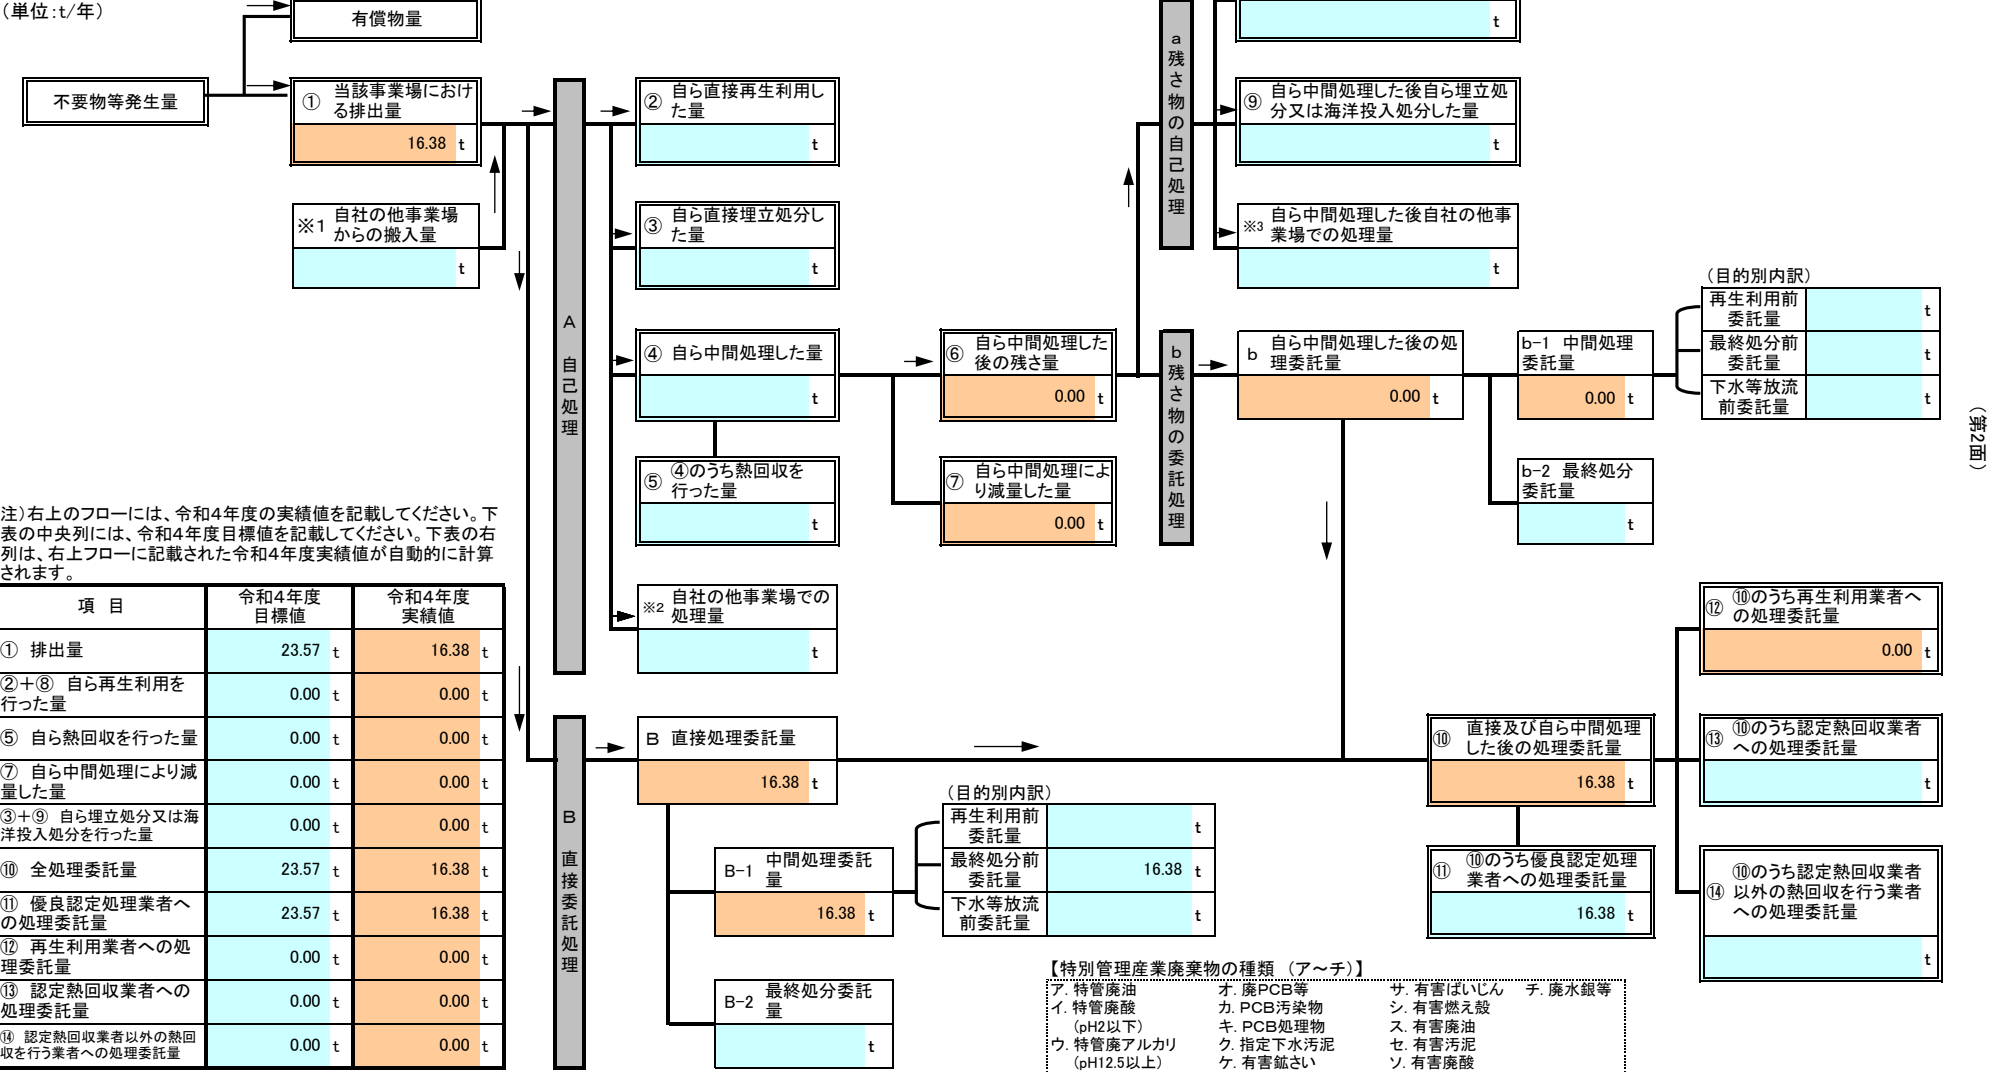 （単位：t/年）
有償物量
t
不要物等発生量
① 当該事業場におけ
る排出量
16.38 t
※1 自社の他事業場
からの搬入量
t
A 自己処理
② 自ら直接再生利用し
た量
t
③ 自ら直接埋立処分し
た量
t
④ 自ら中間処理した量
t
⑤ ④のうち熱回収を
行った量
t
※2 自社の他事業場での
処理量
t
⑥ 自ら中間処理した
後の残さ量
0.00 t
⑦ 自ら中間処理によ
り減量した量
0.00 t
a残さ物の自己処理
⑨ 自ら中間処理した後自ら埋立処
分又は海洋投入処分した量
t
※3 自ら中間処理した後自社の他事
業場での処理量
t
b残さ物の委託処理
b 自ら中間処理した後の処
理委託量
0.00 t
b-1 中間処理
委託量
0.00 t
b-2 最終処分
委託量
t
（目的別内訳）
再生利用前
委託量
t
最終処分前
委託量
t
下水等放流
前委託量
t
（第2面）
注）右上のフローには、令和4年度の実績値を記載してください。下
表の中央列には、令和4年度目標値を記載してください。下表の右
列は、右上フローに記載された令和4年度実績値が自動的に計算
されます。
項 目 令和4年度 目標値 令和4年度 実績値
① 排出量 23.57 t 16.38 t
②＋⑧ 自ら再生利用を
行った量 0.00 t 0.00 t
⑤ 自ら熱回収を行った量 0.00 t 0.00 t
⑦ 自ら中間処理により減
量した量 0.00 t 0.00 t
③＋⑨ 自ら埋立処分又は海
洋投入処分を行った量 0.00 t 0.00 t
⑩ 全処理委託量 23.57 t 16.38 t
⑪ 優良認定処理業者へ
の処理委託量 23.57 t 16.38 t
⑫ 再生利用業者への処
理委託量 0.00 t 0.00 t
⑬ 認定熱回収業者への
処理委託量 0.00 t 0.00 t
⑭ 認定熱回収業者以外の熱回
収を行う業者への処理委託量 0.00 t 0.00 t
B 直接委託処理
B 直接処理委託量
16.38 t
B-1 中間処理委託
量
16.38 t
B-2 最終処分委託
量
t
（目的別内訳）
再生利用前
委託量
t
最終処分前
委託量
16.38 t
下水等放流
前委託量
t
⑩ 直接及び自ら中間処理
した後の処理委託量
16.38 t
⑪ ⑩のうち優良認定処理
業者への処理委託量
16.38 t
⑫ ⑩のうち再生利用業者へ
の処理委託量
0.00 t
⑬ ⑩のうち認定熱回収業者
への処理委託量
t
⑭ ⑩のうち認定熱回収業者
以外の熱回収を行う業者
への処理委託量
t
【特別管理産業廃棄物の種類 （ア～チ）】
ア. 特管廃油 オ. 廃PCB等 サ. 有害ばいじん チ. 廃水銀等
イ. 特管廃酸 カ. PCB汚染物 シ. 有害燃え殻
（pH2以下） キ. PCB処理物 ス. 有害廃油
ウ. 特管廃アルカリ ク. 指定下水汚泥 セ. 有害汚泥
（pH12.5以上） ケ. 有害鉱さい ソ. 有害廃酸